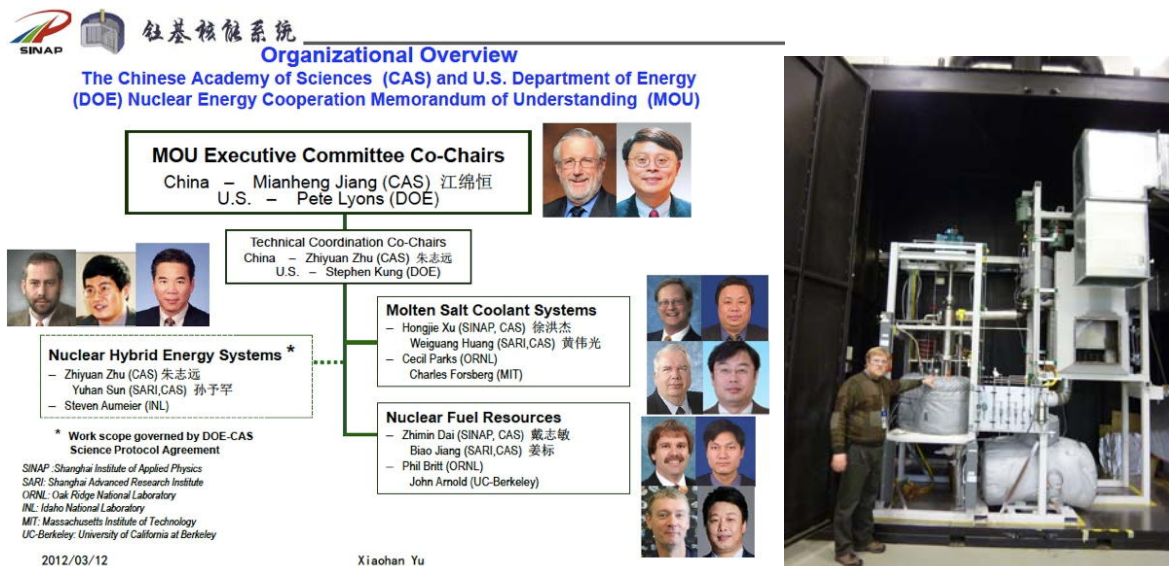 SINAP
钍基核能系统
Organizational Overview
The Chinese Academy of Sciences (CAS) and U.S. Department of Energy
(DOE) Nuclear Energy Cooperation Memorandum of Understanding (MOU)
MOU Executive Committee Co-Chairs
China – Mianheng Jiang (CAS) 江绵恒
U.S. – Pete Lyons (DOE)
Technical Coordination Co-Chairs
China – Zhiyuan Zhu (CAS) 朱志远
U.S. – Stephen Kung (DOE)
Nuclear Hybrid Energy Systems *
– Zhiyuan Zhu (CAS) 朱志远
Yuhan Sun (SARI,CAS) 孙予罕
– Steven Aumeier (INL)
Molten Salt Coolant Systems
– Hongjie Xu (SINAP, CAS) 徐洪杰
Weiguang Huang (SARI,CAS) 黄伟光
– Cecil Parks (ORNL)
Charles Forsberg (MIT)
Nuclear Fuel Resources
– Zhimin Dai (SINAP, CAS) 戴志敏
Biao Jiang (SARI,CAS) 姜标
– Phil Britt (ORNL)
John Arnold (UC-Berkeley)
* Work scope governed by DOE-CAS
Science Protocol Agreement
SINAP :Shanghai Institute of Applied Physics
SARI: Shanghai Advanced Research Institute
ORNL: Oak Ridge National Laboratory
INL: Idaho National Laboratory
MIT: Massachusetts Institute of Technology
UC-Berkeley: University of California at Berkeley
2012/03/12
Xiaohan Yu